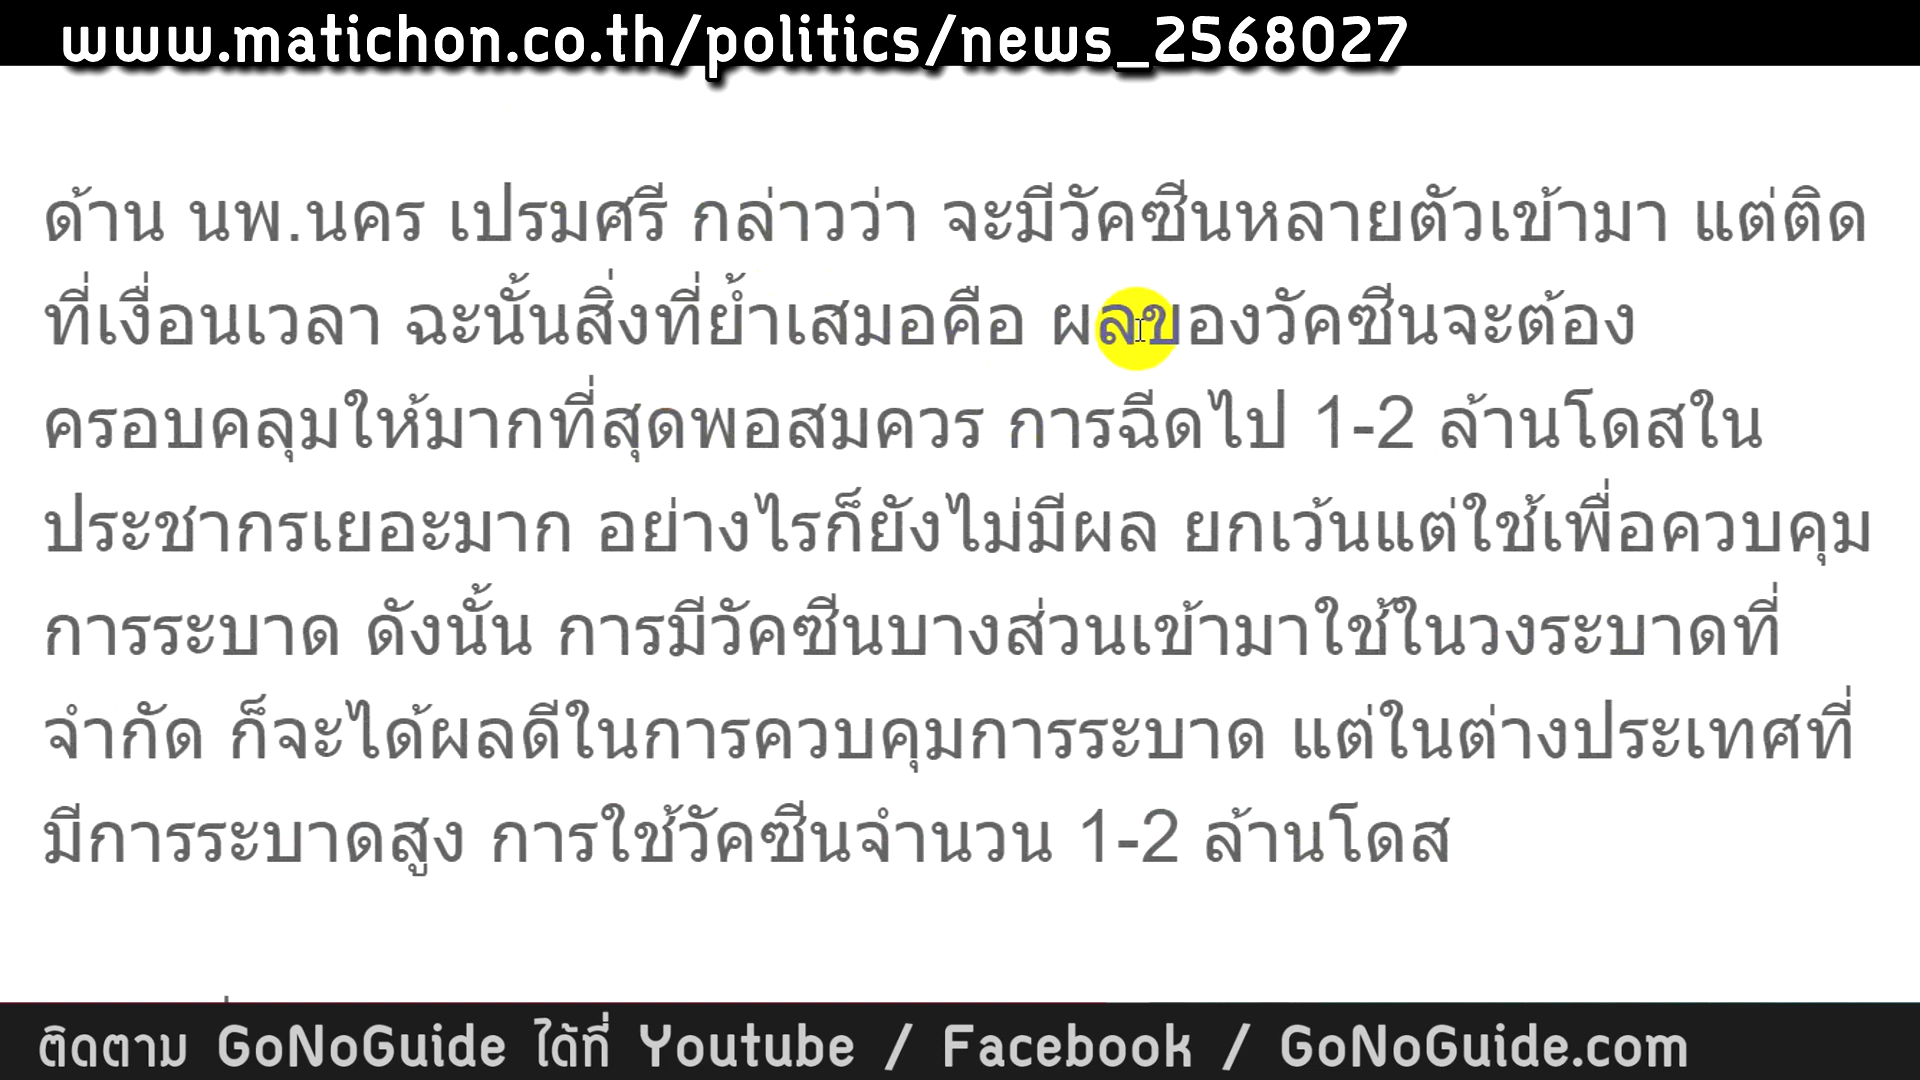 www.matichon.co.th/politics/news_2568027
ด้าน นพ.นคร เปรมศรี กล่าวว่า จะมีวัคซีนหลายตัวเข้ามา แต่ติด
ที่เงื่อนเวลา ฉะนั้นสิ่งที่ย้ำเสมอคือ ผลของวัคซีนจะต้อง
ครอบคลุมให้มากที่สุดพอสมควร การฉีดไป 1-2 ล้านโดสใน
ประชากรเยอะมาก อย่างไรก็ยังไม่มีผล ยกเว้นแต่ใช้เพื่อควบคุม
การระบาด ดังนั้น การมีวัคซีนบางส่วนเข้ามาใช้ในวงระบาดที่
จำกัด ก็จะได้ผลดีในการควบคุมการระบาด แต่ในต่างประเทศที่
มีการระบาดสูง การใช้วัคซีนจำนวน 1-2 ล้านโดส
ติดตาม GoNoGuide ได้ที่ Youtube / Facebook / GoNoGuide.com